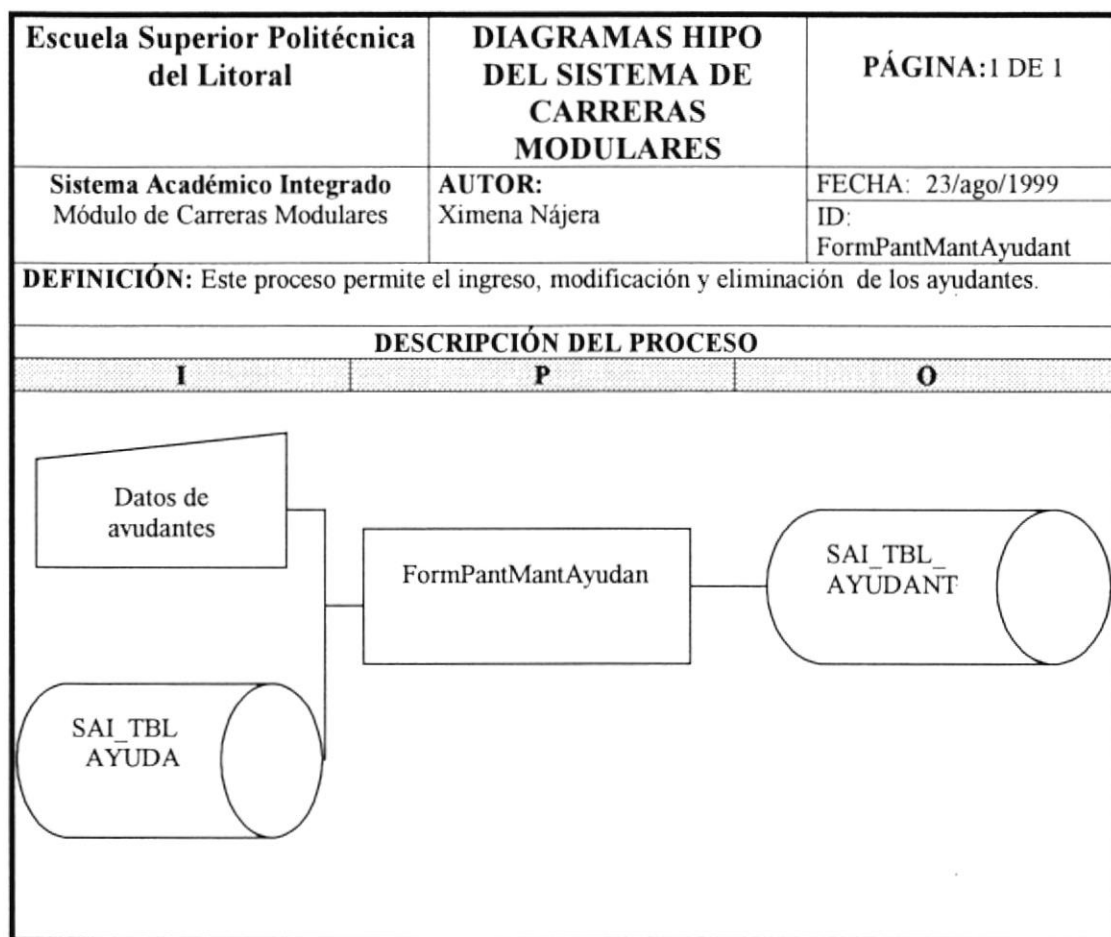 Escuela Superior Politécnica
del Litoral
DIAGRAMAS HIPO
DEL SISTEMA DE
CARRERAS
MODULARES
PÁGINA:1 DE 1
Sistema Académico Integrado
Módulo de Carreras Modulares
AUTOR:
Ximena Nájera
FECHA: 23/ago/1999
ID:
FormPantMantAyudant
DEFINICIÓN: Este proceso permite el ingreso, modificación y eliminación de los ayudantes.
DESCRIPCIÓN DEL PROCESO
I P O
Datos de
ayudantes
FormPantMantAyudan
SAI_TBL_
AYUDANT
SAI_TBL
AYUDA